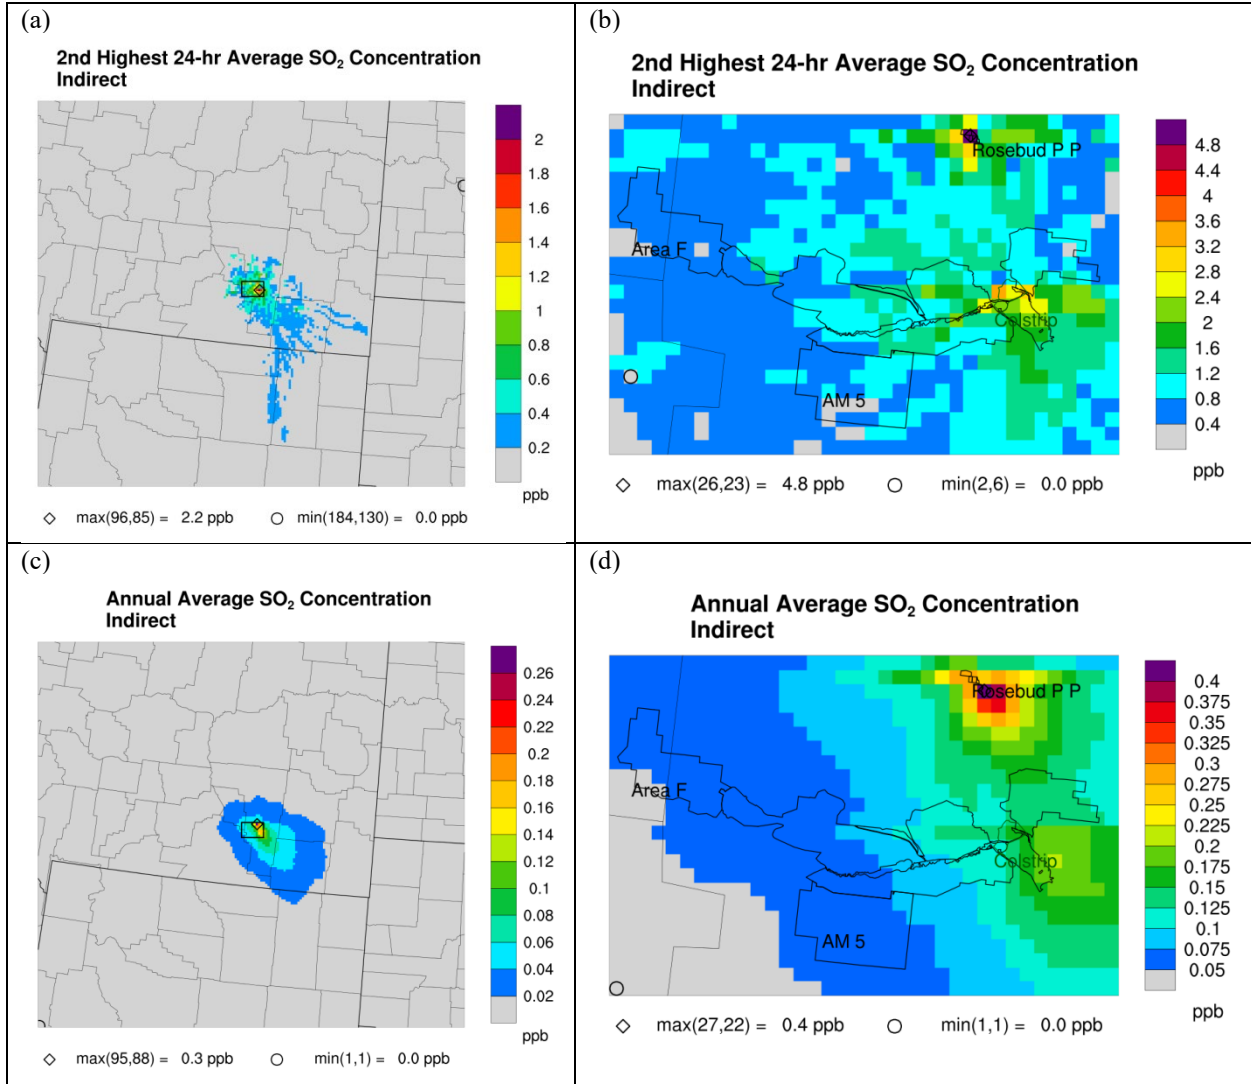 (a)
2nd Highest 24-hr Average SO₂ Concentration
Indirect
2
1.8
1.6
1.4
1.2
1
0.8
0.6
0.4
0.2
ppb
max(96,85) = 2.2 ppb min(184,130) = 0.0 ppb
(b)
2nd Highest 24-hr Average SO₂ Concentration
Indirect
Rosebud P P
Area F
Colstrip
AM 5
4.8
4.4
4
3.6
3.2
2.8
2.4
2
1.6
1.2
0.8
0.4
ppb
max(26,23) = 4.8 ppb min(2,6) = 0.0 ppb
(c)
Annual Average SO₂ Concentration
Indirect
0.26
0.24
0.22
0.2
0.18
0.16
0.14
0.12
0.1
0.08
0.06
0.04
0.02
ppb
max(95,88) = 0.3 ppb min(1,1) = 0.0 ppb
(d)
Annual Average SO₂ Concentration
Indirect
Rosebud P P
Area F
Colstrip
AM 5
0.4
0.375
0.35
0.325
0.3
0.275
0.25
0.225
0.2
0.175
0.15
0.125
0.1
0.075
0.05
ppb
max(27,22) = 0.4 ppb min(1,1) = 0.0 ppb